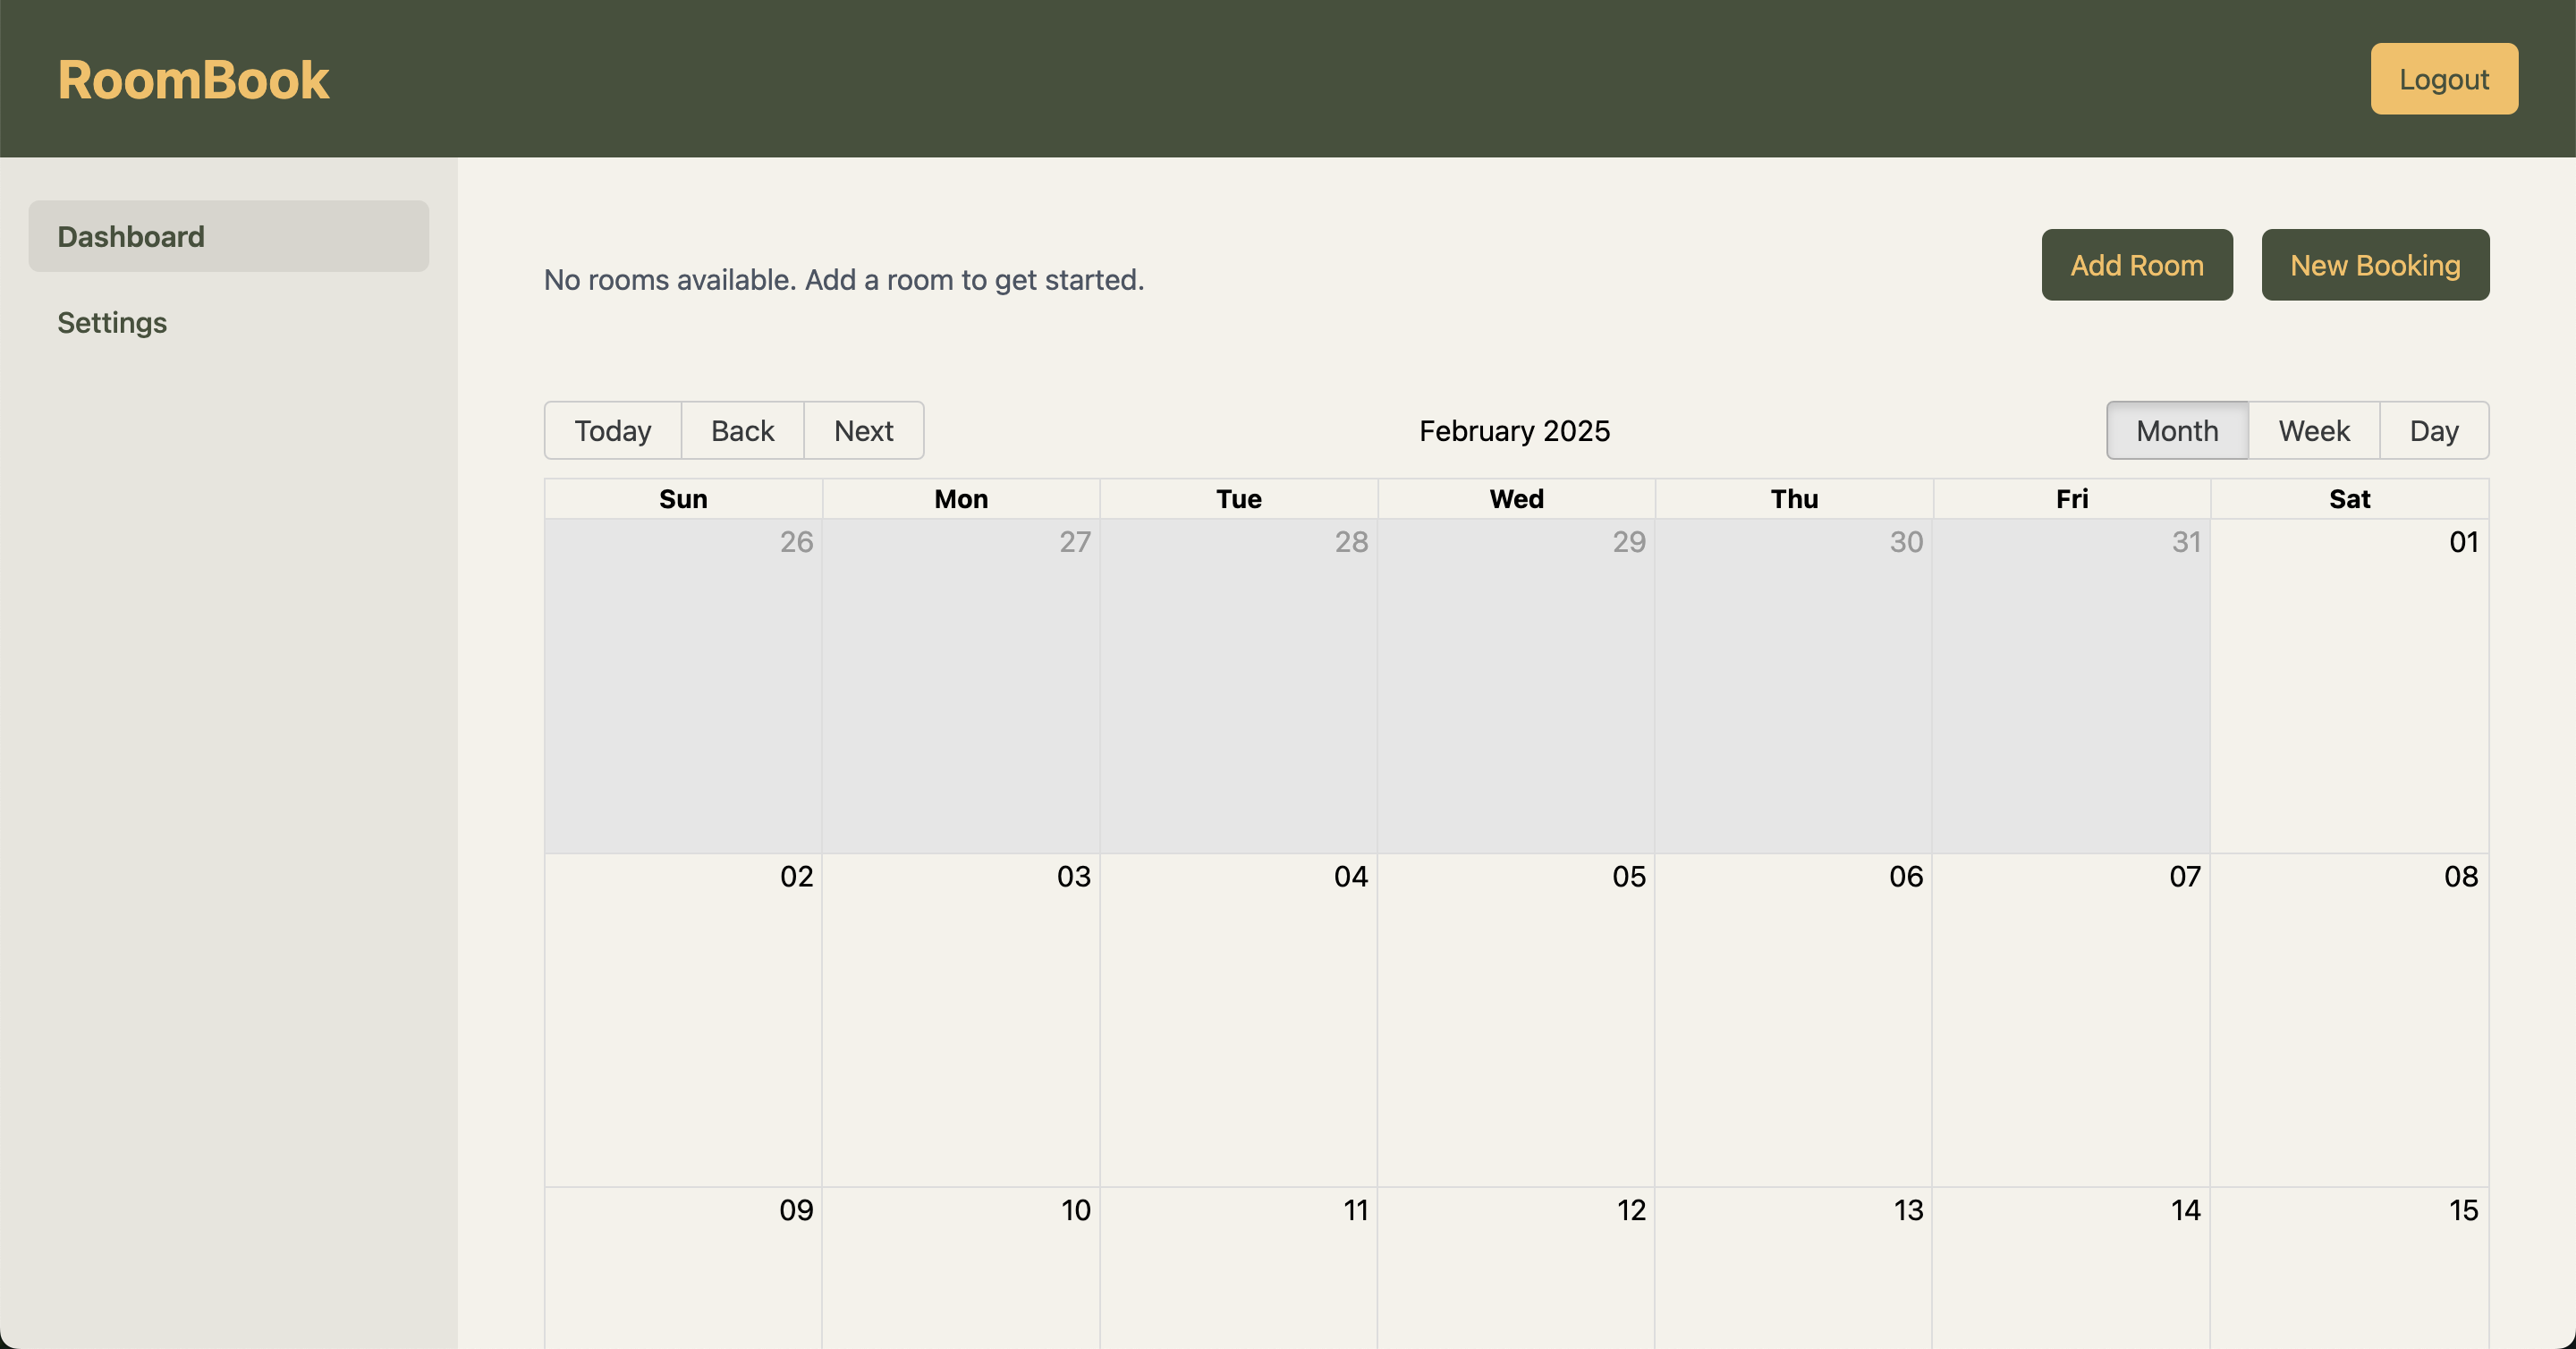 RoomBook
Logout
Dashboard
Settings
No rooms available. Add a room to get started.
Add Room
New Booking
Today Back Next
February 2025
Month Week Day
Sun Mon Tue Wed Thu Fri Sat
26 27 28 29 30 31 01
02 03 04 05 06 07 08
09 10 11 12 13 14 15